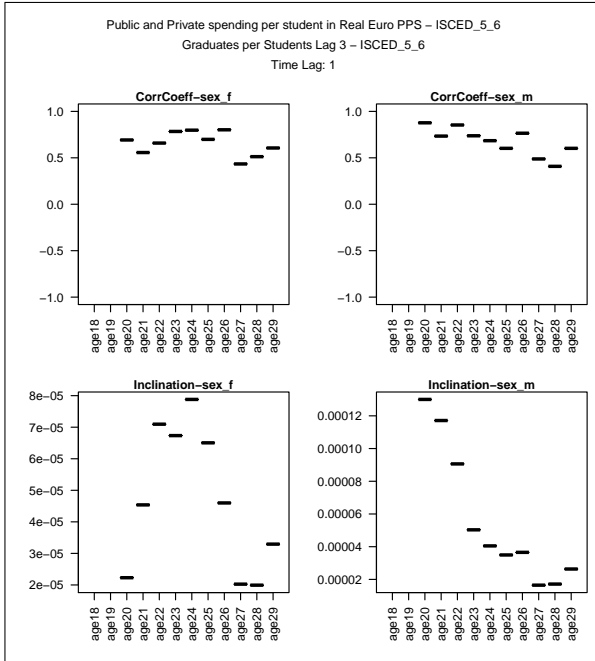 Public and Private spending per student in Real Euro PPS − ISCED_5_6
Graduates per Students Lag 3 − ISCED_5_6
Time Lag: 1
CorrCoeff−sex_f
1.0
0.5
0.0
−0.5
−1.0
age18
age19
age20
age21
age22
age23
age24
age25
age26
age27
age28
age29
CorrCoeff−sex_m
1.0
0.5
0.0
−0.5
−1.0
age18
age19
age20
age21
age22
age23
age24
age25
age26
age27
age28
age29
Inclination−sex_f
8e−05
7e−05
6e−05
5e−05
4e−05
3e−05
2e−05
age18
age19
age20
age21
age22
age23
age24
age25
age26
age27
age28
age29
Inclination−sex_m
0.00012
0.00010
0.00008
0.00006
0.00004
0.00002
age18
age19
age20
age21
age22
age23
age24
age25
age26
age27
age28
age29